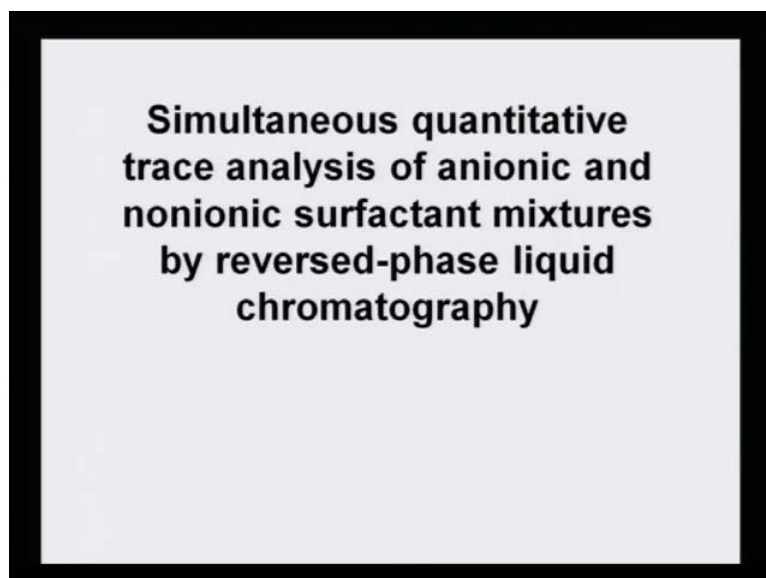 Simultaneous quantitative
trace analysis of anionic and
nonionic surfactant mixtures
by reversed-phase liquid
chromatography